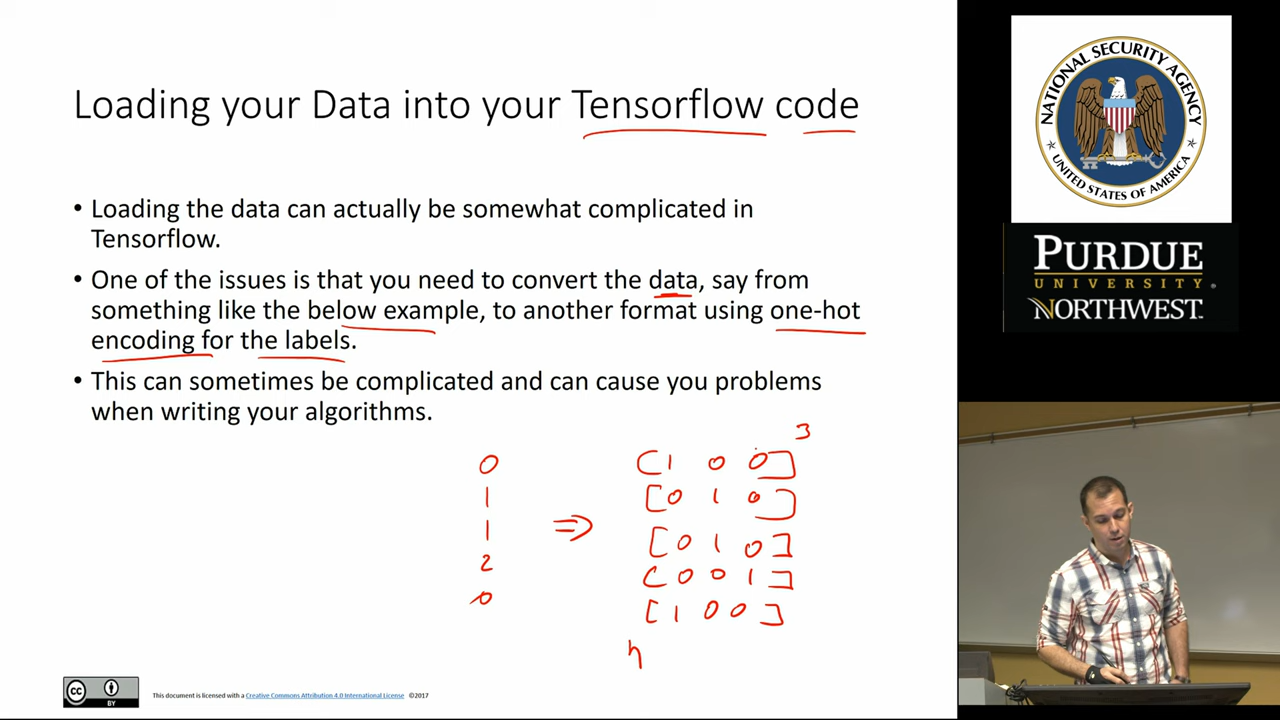 Loading your Data into your Tensorflow code
• Loading the data can actually be somewhat complicated in
Tensorflow.
• One of the issues is that you need to convert the data, say from
something like the below example, to another format using one-hot
encoding for the labels.
• This can sometimes be complicated and can cause you problems
when writing your algorithms.
3
0 [1 0 0]
1 [0 1 0]
1 ⇒ [0 1 0]
2 [0 0 1]
0 [1 0 0]
cc
BY
This document is licensed with a Creative Commons Attribution 4.0 International License ©2017
NATIONAL SECURITY AGENCY
UNITED STATES OF AMERICA
PURDUE
UNIVERSITY
NORTHWEST